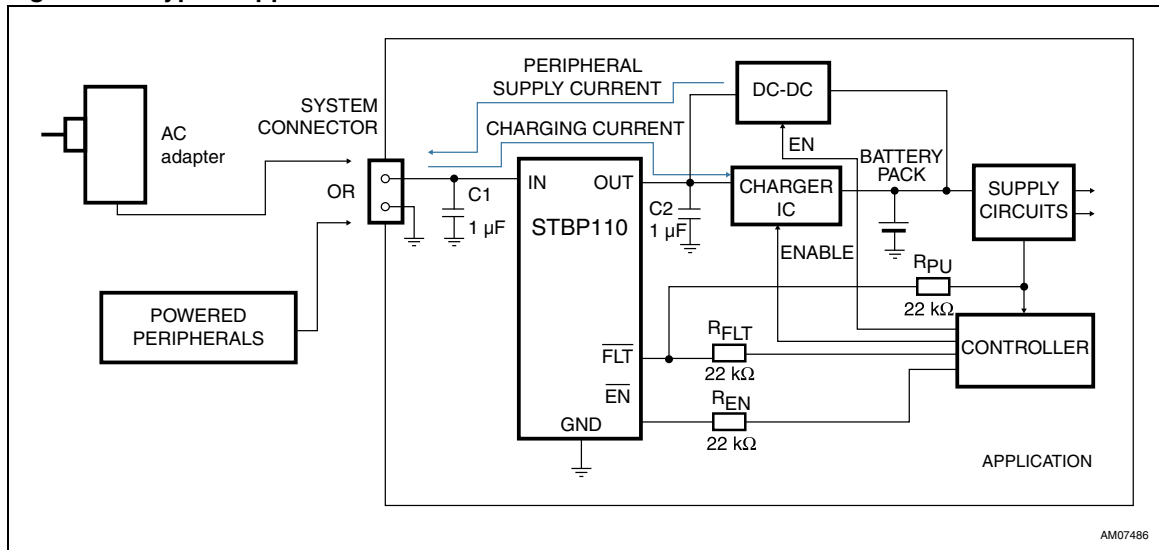 AC
adapter
POWERED
PERIPHERALS
SYSTEM
CONNECTOR
OR
PERIPHERAL
SUPPLY CURRENT
CHARGING CURRENT
C1
1 µF
IN
OUT
STBP110
FLT
EN
GND
C2
1 µF
DC-DC
EN
CHARGER
IC
ENABLE
BATTERY
PACK
SUPPLY
CIRCUITS
RPU
22 kΩ
RFLT
22 kΩ
REN
22 kΩ
CONTROLLER
APPLICATION
AM07486